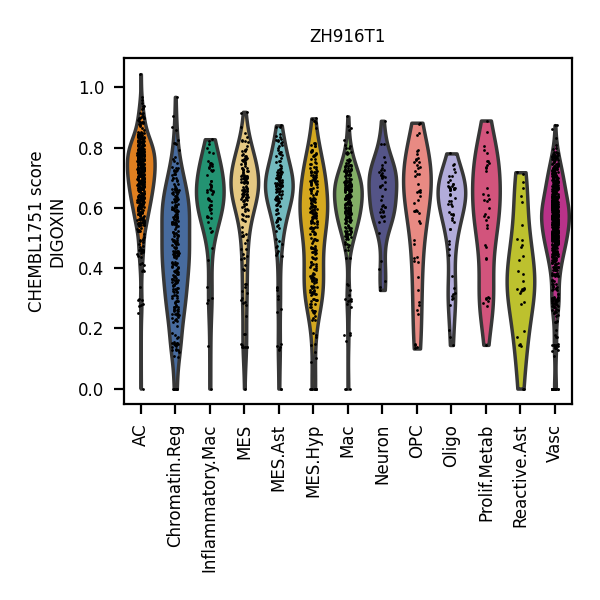 ZH916T1
CHEMBL1751 score
DIGOXIN
1.0
0.8
0.6
0.4
0.2
0.0
AC
Chromatin.Reg
Inflammatory.Mac
MES
MES.Ast
MES.Hyp
Mac
Neuron
OPC
Oligo
Prolif.Metab
Reactive.Ast
Vasc